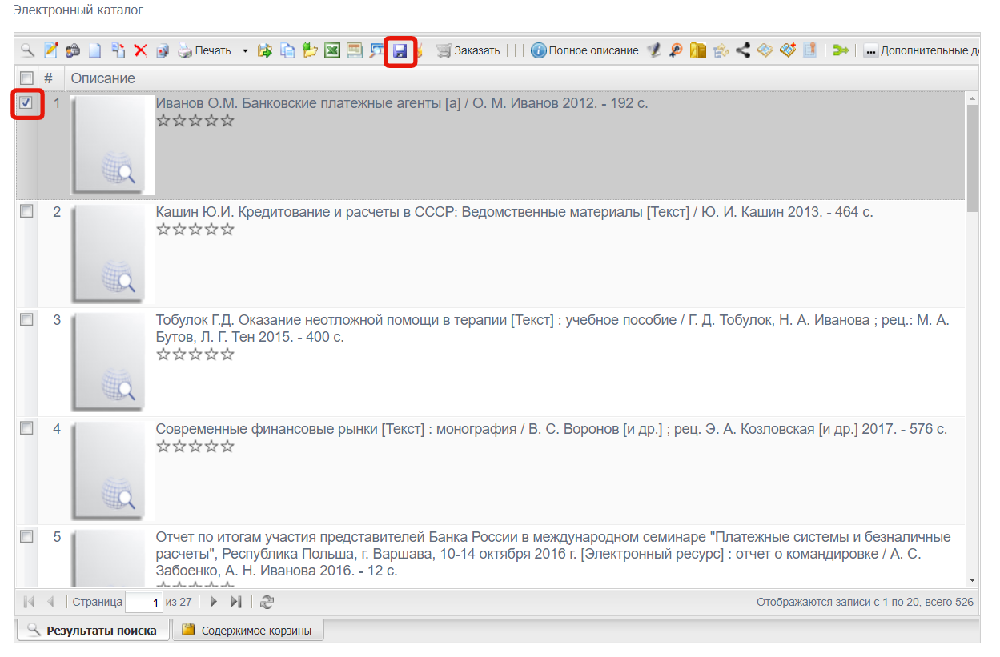 Электронный каталог
Печать... Заказать Полное описание Дополнительные д
# Описание
1 Иванов О.М. Банковские платежные агенты [a] / О. М. Иванов 2012. - 192 с.
2 Кашин Ю.И. Кредитование и расчеты в СССР: Ведомственные материалы [Текст] / Ю. И. Кашин 2013. - 464 с.
3 Тобулок Г.Д. Оказание неотложной помощи в терапии [Текст] : учебное пособие / Г. Д. Тобулок, Н. А. Иванова ; рец.: М. А.
Бутов, Л. Г. Тен 2015. - 400 с.
4 Современные финансовые рынки [Текст] : монография / В. С. Воронов [и др.] ; рец. Э. А. Козловская [и др.] 2017. - 576 с.
5 Отчет по итогам участия представителей Банка России в международном семинаре "Платежные системы и безналичные
расчеты", Республика Польша, г. Варшава, 10-14 октября 2016 г. [Электронный ресурс] : отчет о командировке / А. С.
Забоенко, А. Н. Иванова 2016. - 12 с.
Страница 1 из 27 Отображаются записи с 1 по 20, всего 526
Результаты поиска Содержимое корзины